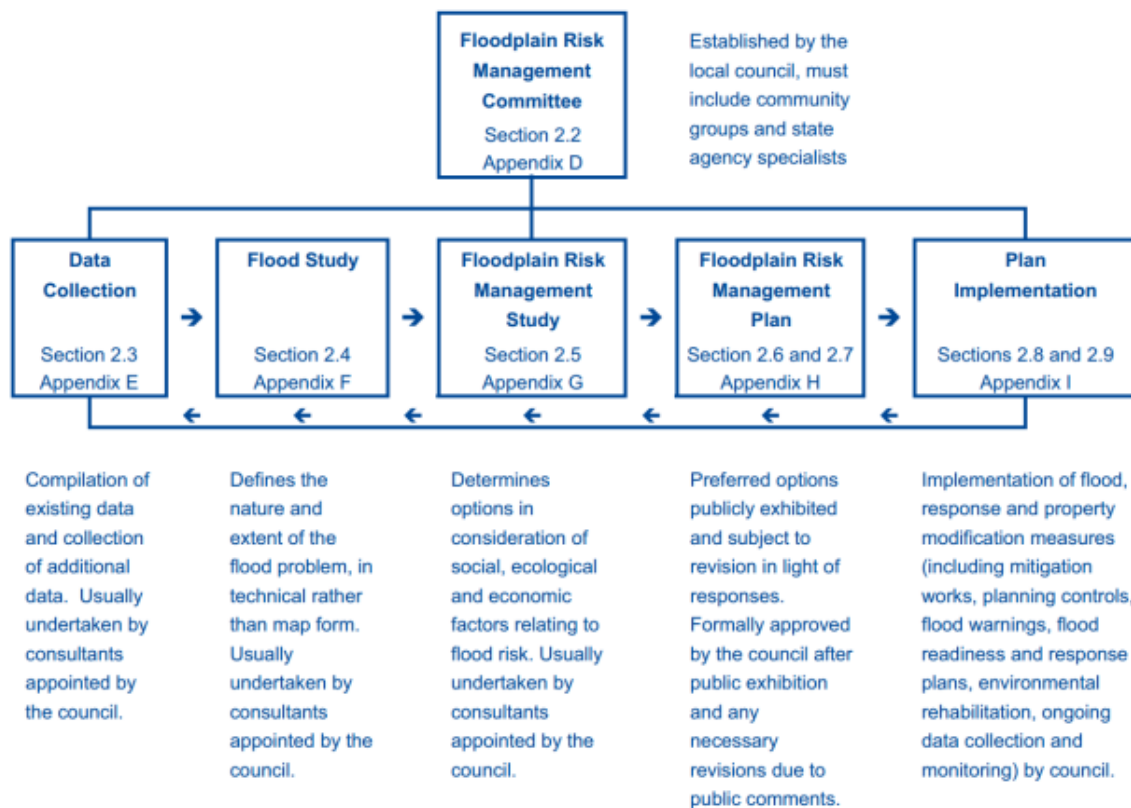 Floodplain Risk
Management
Committee
Section 2.2
Appendix D
Established by the
local council, must
include community
groups and state
agency specialists
Data
Collection
Section 2.3
Appendix E
Flood Study
Section 2.4
Appendix F
Floodplain Risk
Management
Study
Section 2.5
Appendix G
Floodplain Risk
Management
Plan
Section 2.6 and 2.7
Appendix H
Plan
Implementation
Sections 2.8 and 2.9
Appendix I
Compilation of
existing data
and collection
of additional
data. Usually
undertaken by
consultants
appointed by
the council.
Defines the
nature and
extent of the
flood problem, in
technical rather
than map form.
Usually
undertaken by
consultants
appointed by the
council.
Determines
options in
consideration of
social, ecological
and economic
factors relating to
flood risk. Usually
undertaken by
consultants
appointed by the
council.
Preferred options
publicly exhibited
and subject to
revision in light of
responses.
Formally approved
by the council after
public exhibition
and any
necessary
revisions due to
public comments.
Implementation of flood,
response and property
modification measures
(including mitigation
works, planning controls,
flood warnings, flood
readiness and response
plans, environmental
rehabilitation, ongoing
data collection and
monitoring) by council.